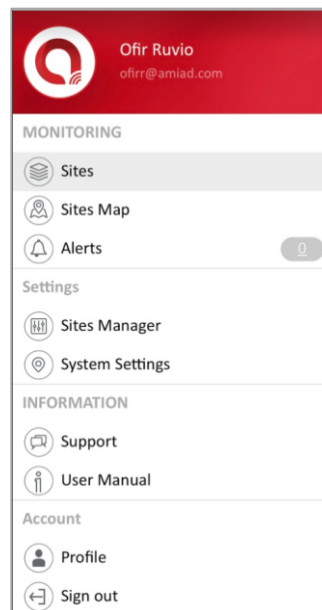 Ofir Ruvio
ofirr@amiad.com
MONITORING
Sites
Sites Map
Alerts 0
Settings
Sites Manager
System Settings
INFORMATION
Support
User Manual
Account
Profile
Sign out